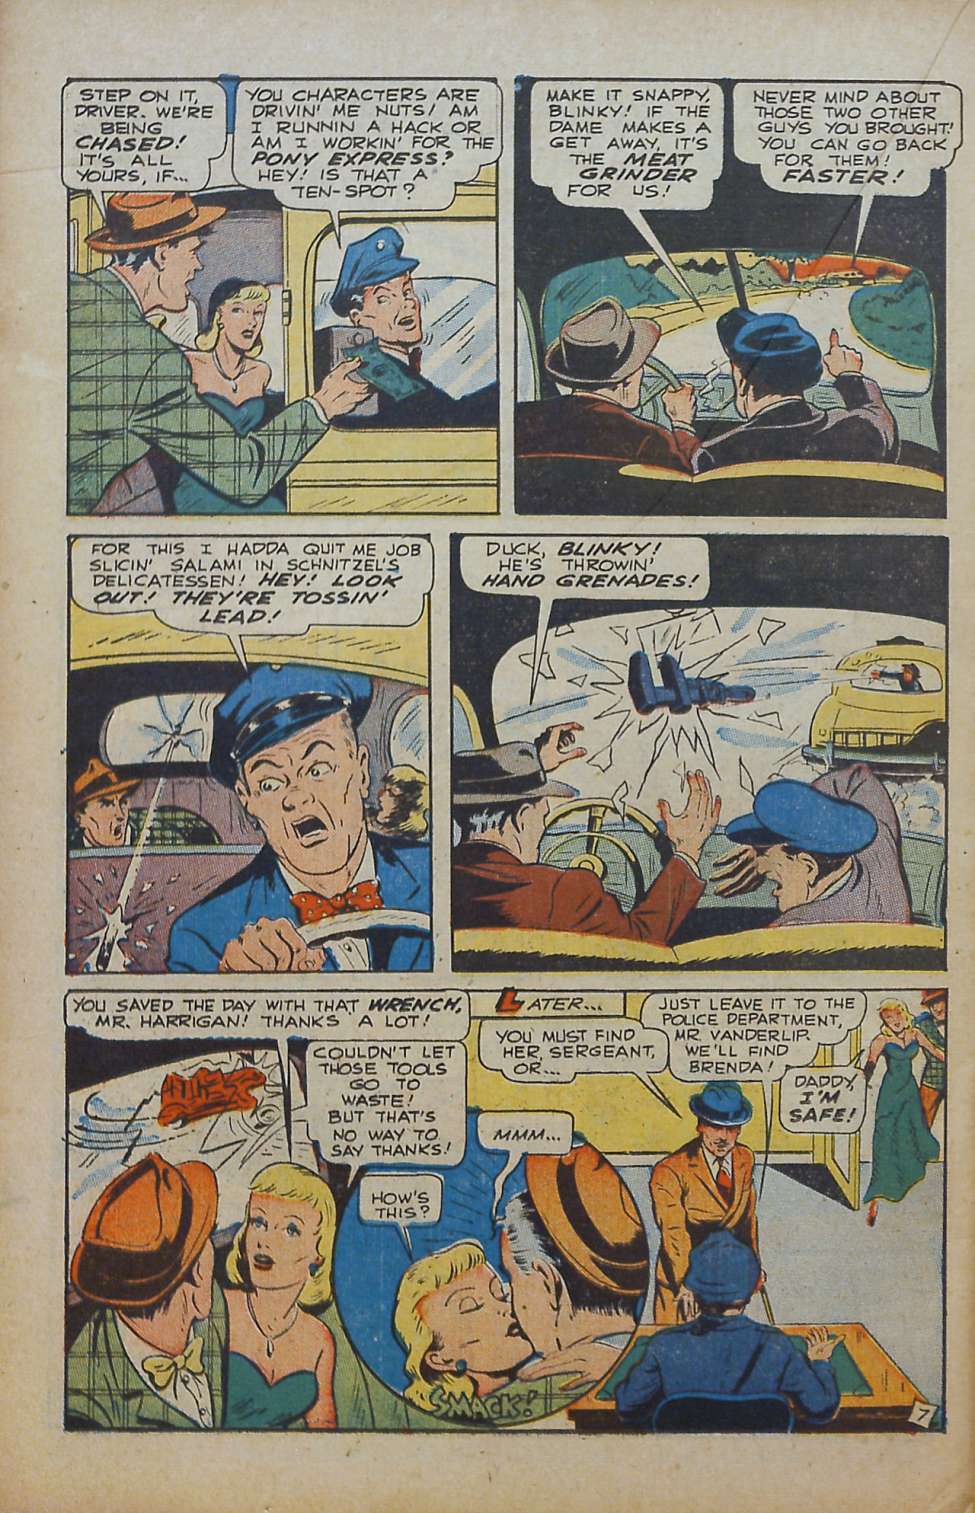 STEP ON IT,
DRIVER. WE'RE
BEING
CHASED!
IT'S ALL
YOURS, IF...
YOU CHARACTERS ARE
DRIVIN' ME NUTS! AM
I RUNNIN A HACK OR
AM I WORKIN' FOR THE
PONY EXPRESS?
HEY! IS THAT A
TEN-SPOT?
MAKE IT SNAPPY,
BLINKY! IF THE
DAME MAKES A
GET AWAY, IT'S
THE MEAT
GRINDER
FOR US!
NEVER MIND ABOUT
THOSE TWO OTHER
GUYS YOU BROUGHT!
YOU CAN GO BACK
FOR THEM!
FASTER!
FOR THIS I HADDA QUIT ME JOB
SLICIN' SALAMI IN SCHNITZEL'S
DELICATESSEN! HEY! LOOK
OUT! THEY'RE TOSSIN'
LEAD!
DUCK, BLINKY!
HE'S THROWIN'
HAND GRENADES!
YOU SAVED THE DAY WITH THAT WRENCH,
MR. HARRIGAN! THANKS A LOT!
COULDN'T LET
THOSE TOOLS
GO TO
WASTE!
BUT THAT'S
NO WAY TO
SAY THANKS!
HOW'S
THIS?
MMM...
SMACK!
LATER...
YOU MUST FIND
HER, SERGEANT,
OR...
JUST LEAVE IT TO THE
POLICE DEPARTMENT,
MR. VANDERLIP.
WE'LL FIND
BRENDA!
DADDY,
I'M
SAFE!
7